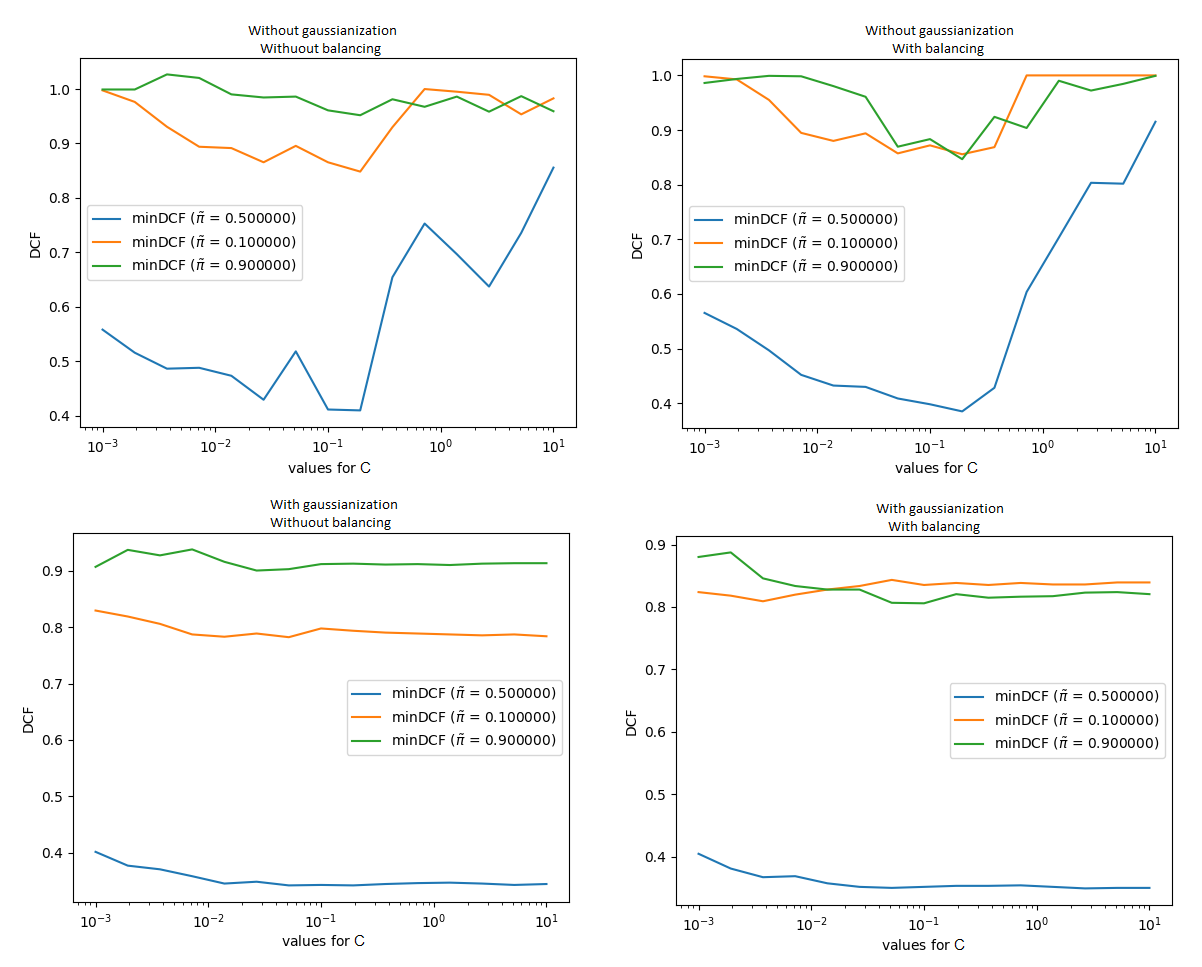 Without gaussianization
Withuout balancing
1.0
0.9
0.8
0.7
0.6
0.5
0.4
DCF
minDCF (π̃ = 0.500000)
minDCF (π̃ = 0.100000)
minDCF (π̃ = 0.900000)
10⁻³
10⁻²
10⁻¹
10⁰
10¹
values for C
Without gaussianization
With balancing
1.0
0.9
0.8
0.7
0.6
0.5
0.4
DCF
minDCF (π̃ = 0.500000)
minDCF (π̃ = 0.100000)
minDCF (π̃ = 0.900000)
10⁻³
10⁻²
10⁻¹
10⁰
10¹
values for C
With gaussianization
Withuout balancing
0.9
0.8
0.7
0.6
0.5
0.4
DCF
minDCF (π̃ = 0.500000)
minDCF (π̃ = 0.100000)
minDCF (π̃ = 0.900000)
10⁻³
10⁻²
10⁻¹
10⁰
10¹
values for C
With gaussianization
With balancing
0.9
0.8
0.7
0.6
0.5
0.4
DCF
minDCF (π̃ = 0.500000)
minDCF (π̃ = 0.100000)
minDCF (π̃ = 0.900000)
10⁻³
10⁻²
10⁻¹
10⁰
10¹
values for C